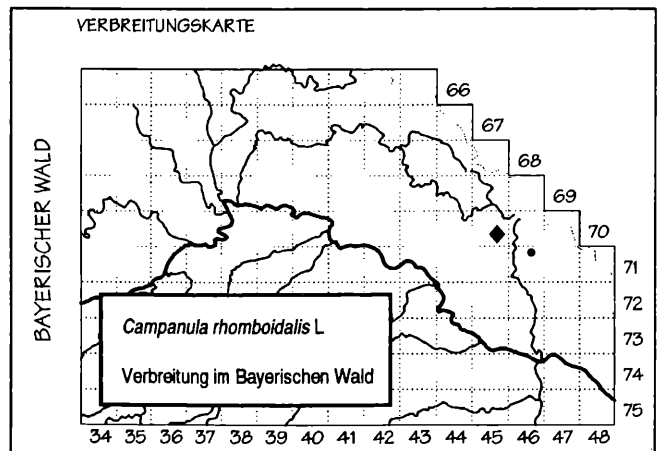 VERBREITUNGSKARTE
BAYERISCHER WALD
66
67
68
69
70
71
72
73
74
75
Campanula rhomboidalis L
Verbreitung im Bayerischen Wald
34 35 36 37 38 39 40 41 42 43 44 45 46 47 48